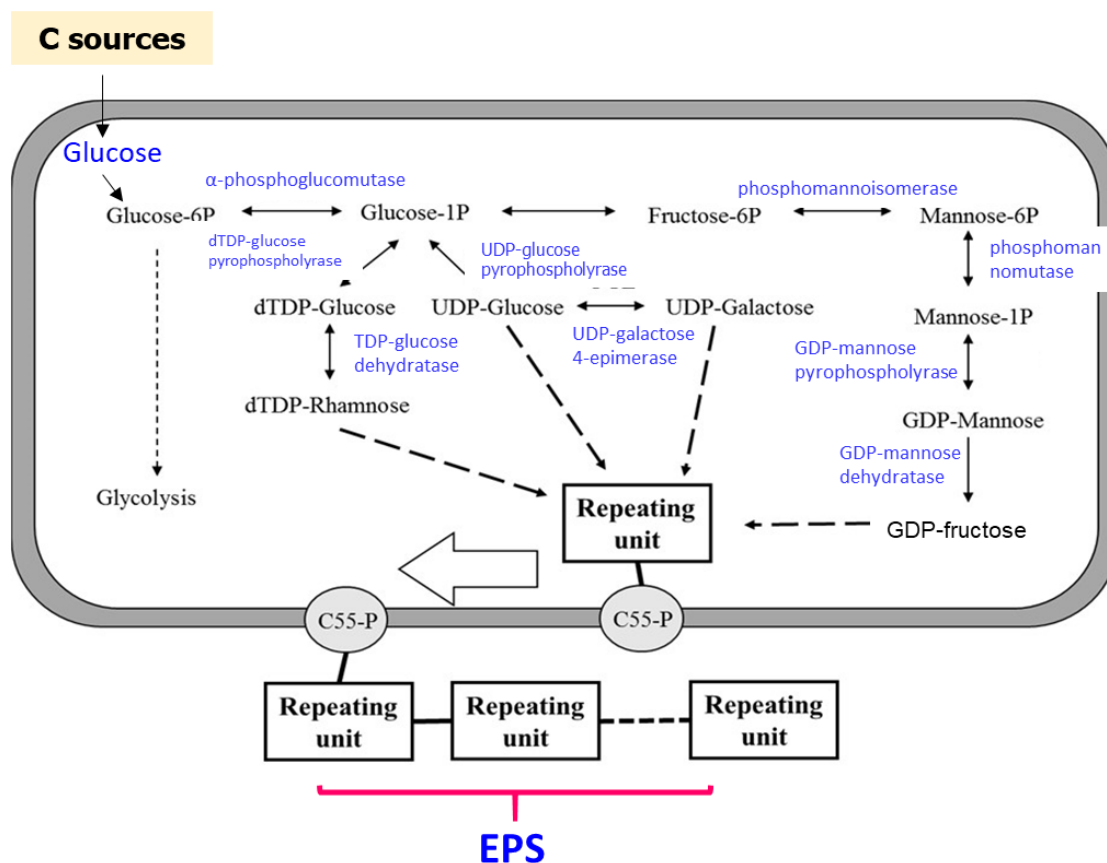 C sources
Glucose
α-phosphoglucomutase
phosphomannoisomerase
Glucose-6P
Glucose-1P
Fructose-6P
Mannose-6P
dTDP-glucose
pyrophospholyrase
UDP-glucose
pyrophospholyrase
phosphoman
nomutase
dTDP-Glucose
UDP-Glucose
UDP-Galactose
Mannose-1P
TDP-glucose
dehydratase
UDP-galactose
4-epimerase
GDP-mannose
pyrophospholyrase
dTDP-Rhamnose
GDP-Mannose
GDP-mannose
dehydratase
Glycolysis
Repeating
unit
GDP-fructose
C55-P
C55-P
Repeating
unit
Repeating
unit
Repeating
unit
EPS